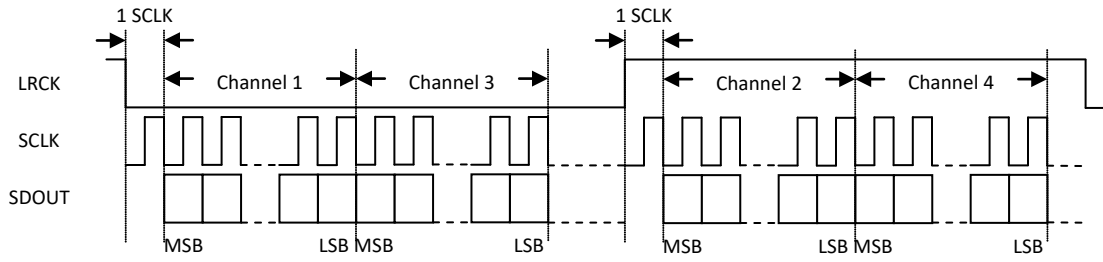 1 SCLK 1 SCLK
LRCK Channel 1 Channel 3 Channel 2 Channel 4
SCLK
SDOUT
MSB LSB MSB LSB MSB LSB MSB LSB